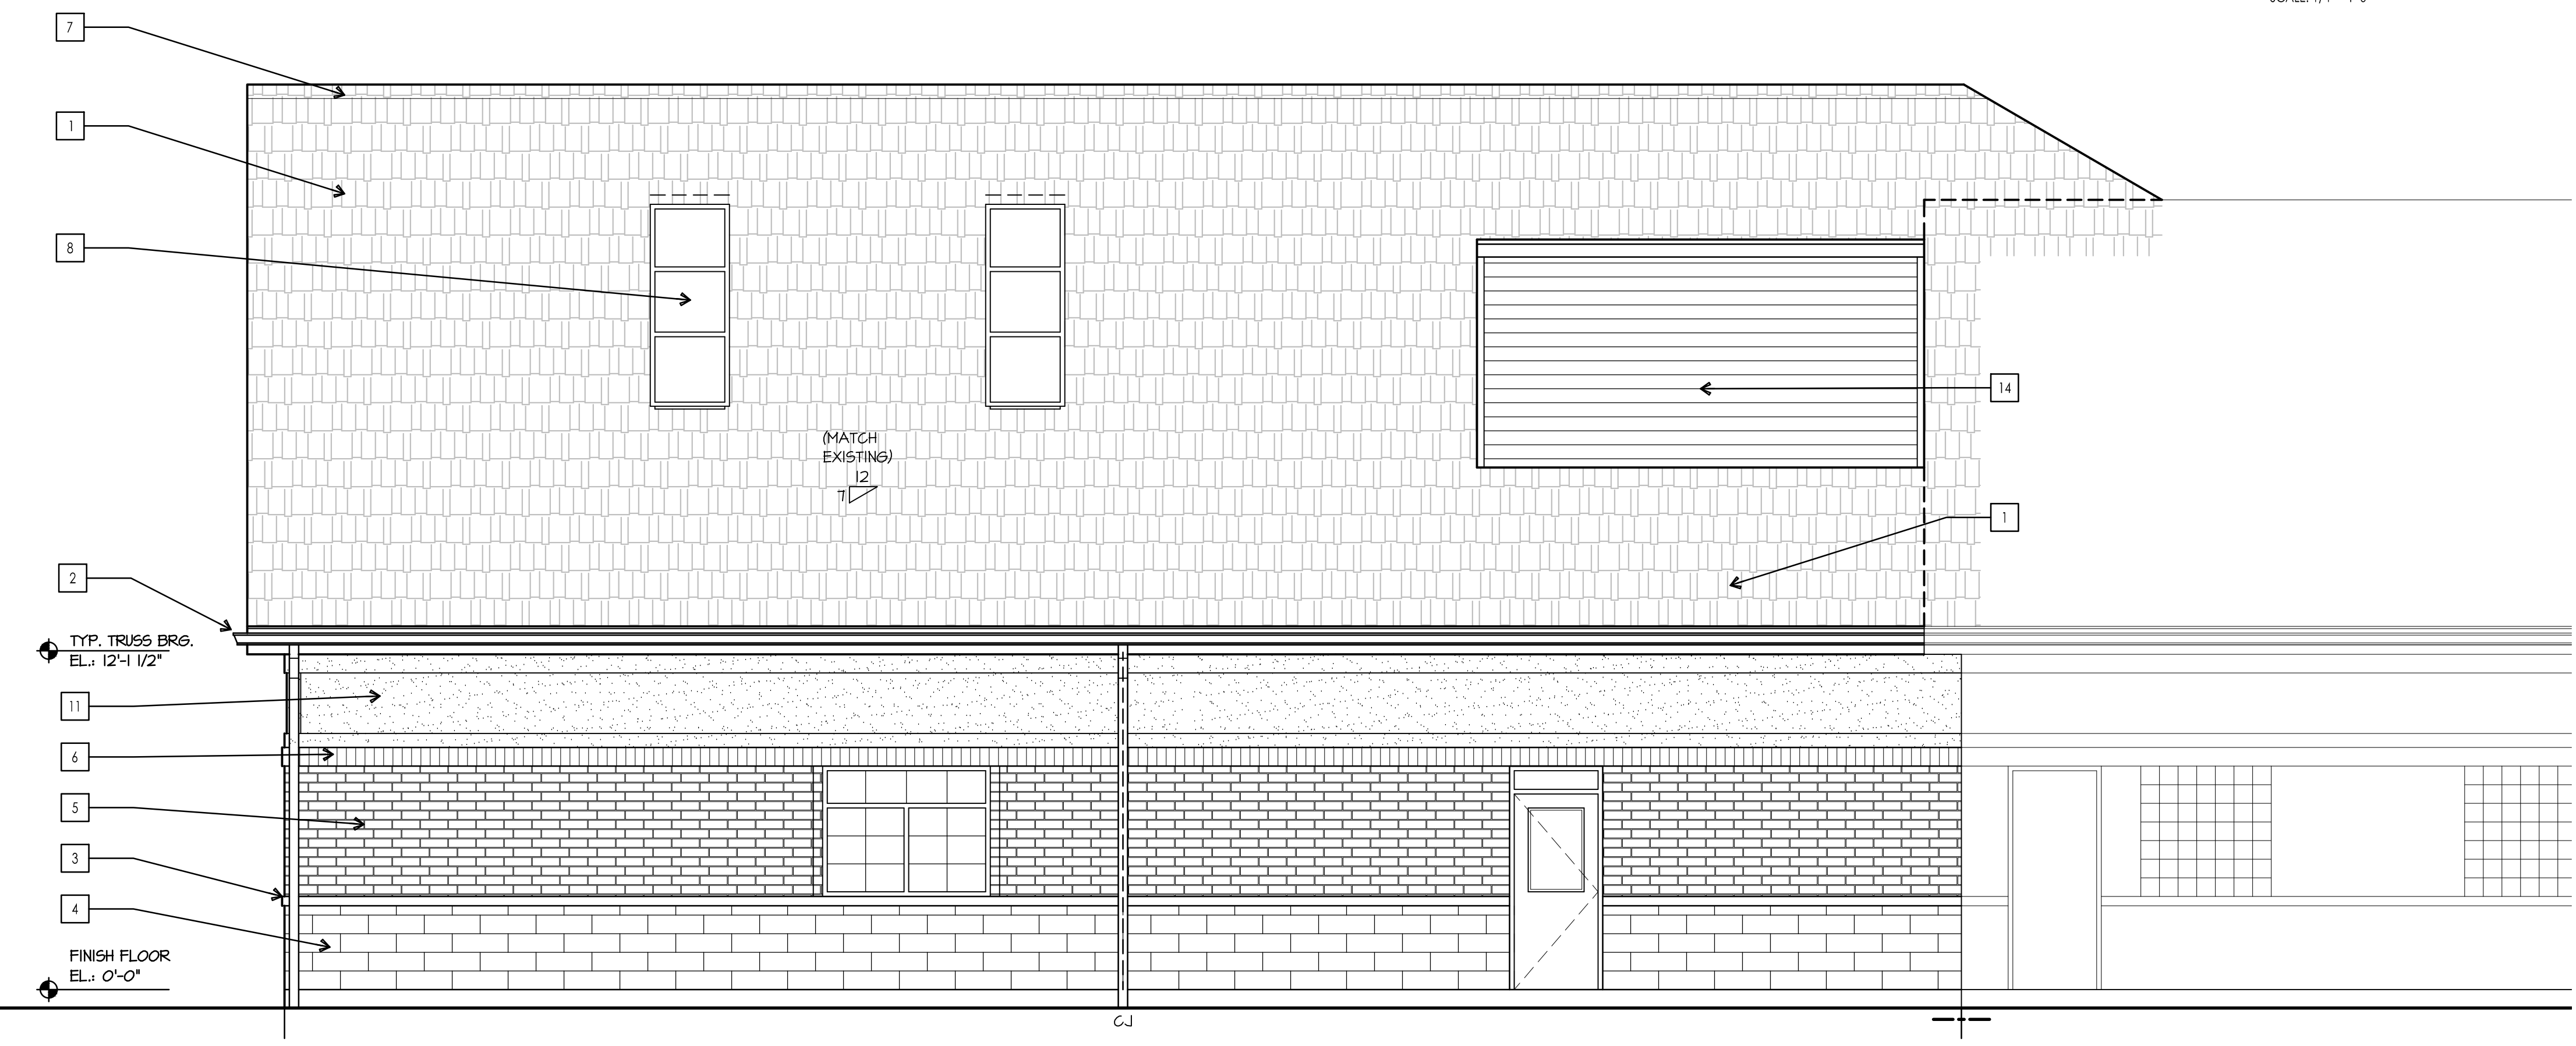 7
1
8
(MATCH
EXISTING)
12
7
14
1
2
TYP. TRUSS BRG.
EL.: 12'-1 1/2"
11
6
5
3
4
FINISH FLOOR
EL.: 0'-0"
CJ